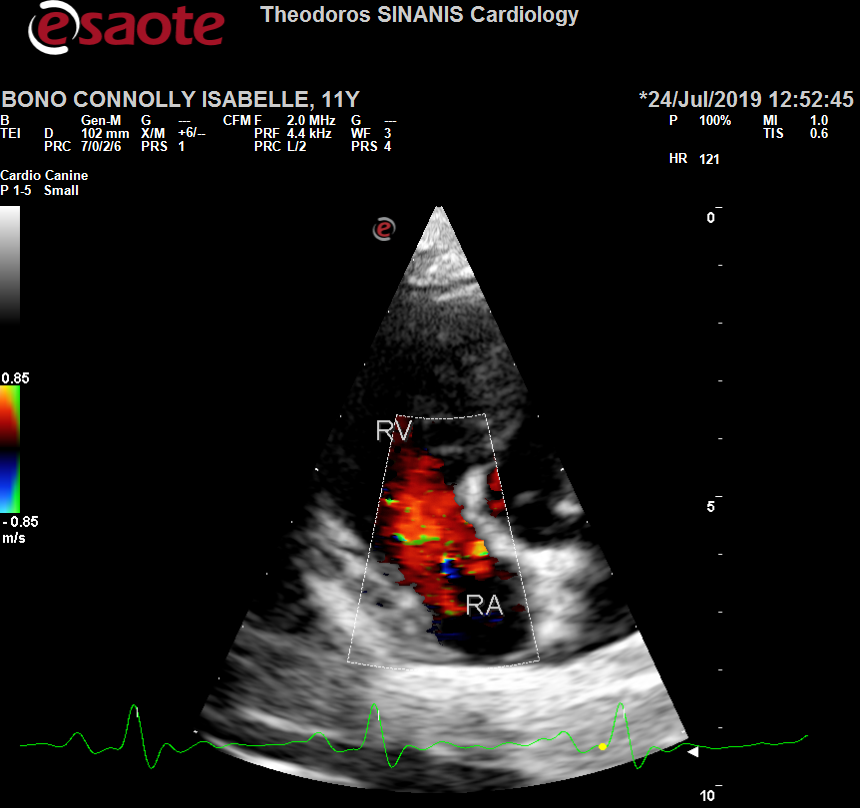 esaote
Theodoros SINANIS Cardiology
BONO CONNOLLY ISABELLE, 11Y *24/Jul/2019 12:52:45
B Gen-M G --- CFM F 2.0 MHz G --- P 100% MI 1.0
TEI D 102 mm X/M +6/-- PRF 4.4 kHz WF 3 TIS 0.6
PRC 7/0/2/6 PRS 1 PRC L/2 PRS 4
HR 121
Cardio Canine
P 1-5 Small
0
0.85
RV
5
-0.85
m/s
RA
10